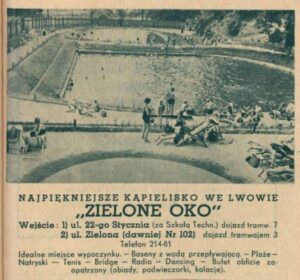 NAJPIĘKNIEJSZE KĄPIELISKO WE LWOWIE
„ZIELONE OKO"
Wejście: 1) ul. 22-go Stycznia (za Szkołą Techn.) dojazd tramw. 7
2) ul. Zielona (dawniej Nr 102) dojazd tramwajem 3
Telefon 214-81
Idealne miejsce wypoczynku. — Baseny z wodą przepływającą. — Plaże —
Natryski — Tenis — Bridge — Radio — Dancing — Bufet obficie za-
opatrzony (obiady, podwieczorki, kolacje).